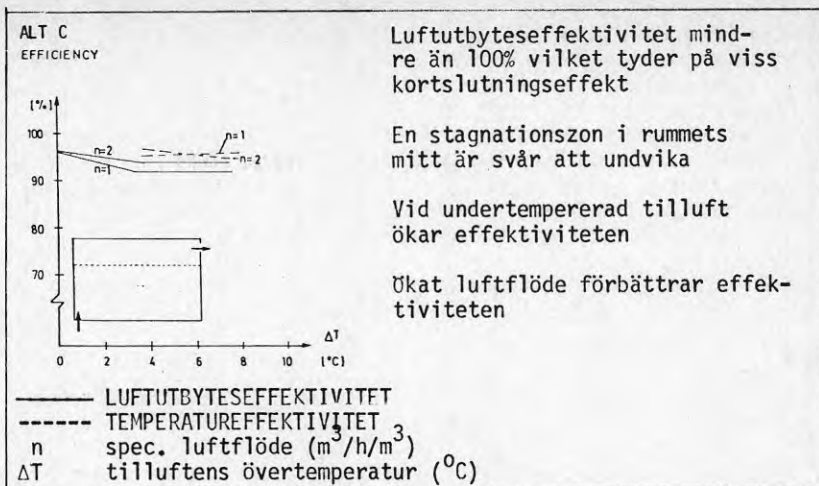 ALT C
EFFICIENCY
[%]
100
90
80
70
n=2
n=1
n=1
n=2
0 2 4 6 8 10
ΔT
[°C]
Luftutbyteseffektivitet mind-
re än 100% vilket tyder på viss
kortslutningseffekt
En stagnationszon i rummets
mitt är svår att undvika
Vid undertempererad tilluft
ökar effektiviteten
Ökat luftflöde förbättrar effek-
tiviteten
LUFTUTBYTESEFFEKTIVITET
TEMPERATUREFFEKTIVITET
n spec. luftflöde (m³/h/m³)
ΔT tilluftens övertemperatur (°C)